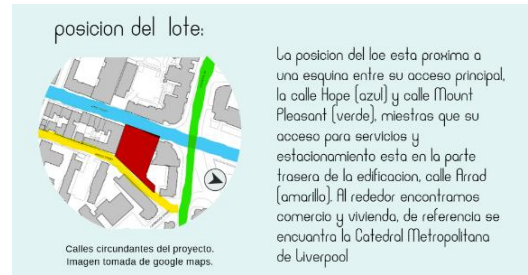 posicion del lote:
La posicion del loe esta proxima a
una esquina entre su acceso principal,
la calle Hope (azul) y calle Mount
Pleasant (verde), miestras que su
acceso para servicios y
estacionamiento esta en la parte
trasera de la edificacion, calle Arrad
(amarillo). Al rededor encontramos
comercio y vivienda, de referencia se
encuantra la Catedral Metropolitana
de Liverpool
Calles circundantes del proyecto.
Imagen tomada de google maps.